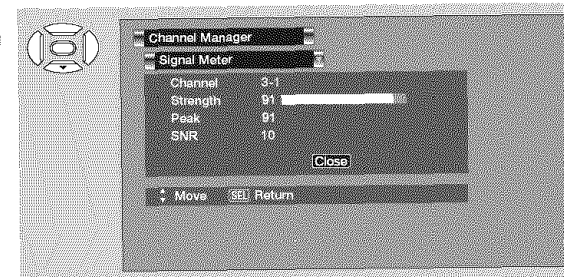 Channel Manager
Signal Meter
Channel 3-1
Strength 91
Peak 91
SNR 10
Close
Move SEL Return